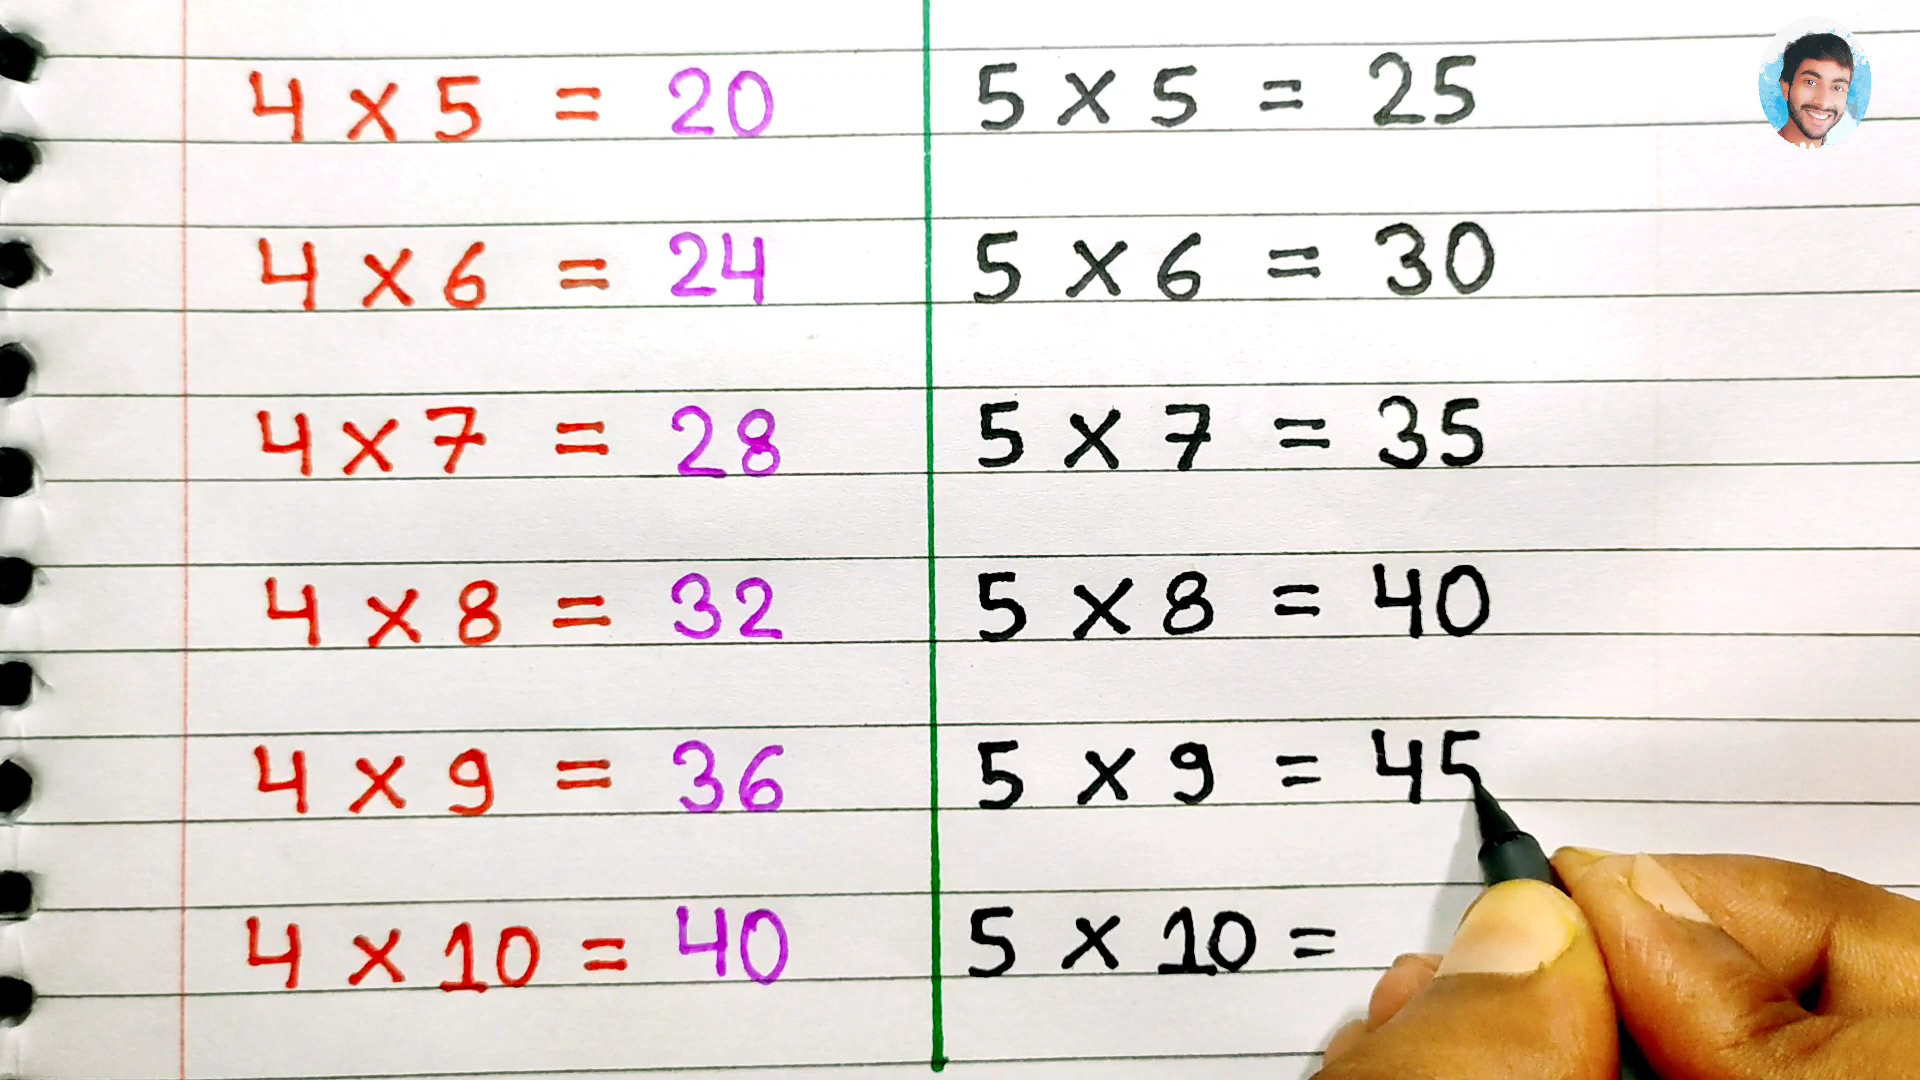 4 x 5 = 20
4 x 6 = 24
4 x 7 = 28
4 x 8 = 32
4 x 9 = 36
4 x 10 = 40
5 x 5 = 25
5 x 6 = 30
5 x 7 = 35
5 x 8 = 40
5 x 9 = 45
5 x 10 =